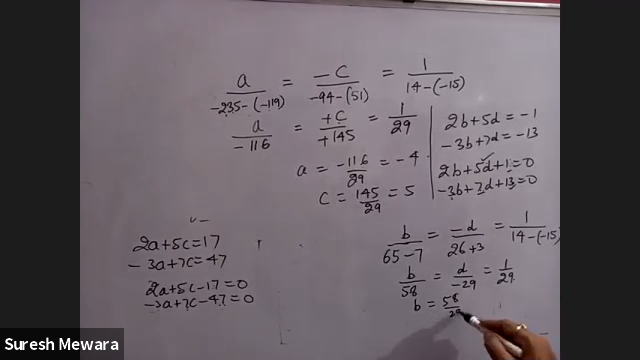 a/(-235-(-119)) = -C/(-94-(51)) = 1/(14-(-15))
a/-116 = +C/+145 = 1/29
a = -116/29 = -4
C = 145/29 = 5
2b+5d = -1
-3b+7d = -13
2b+5d+1=0
-3b+7d+13=0
2a+5c=17
-3a+7c=47
2a+5c-17=0
-3a+7c-47=0
b/(65-7) = -d/(26+3) = 1/(14-(-15))
b/58 = d/-29 = 1/29
b = 58/29
Suresh Mewara